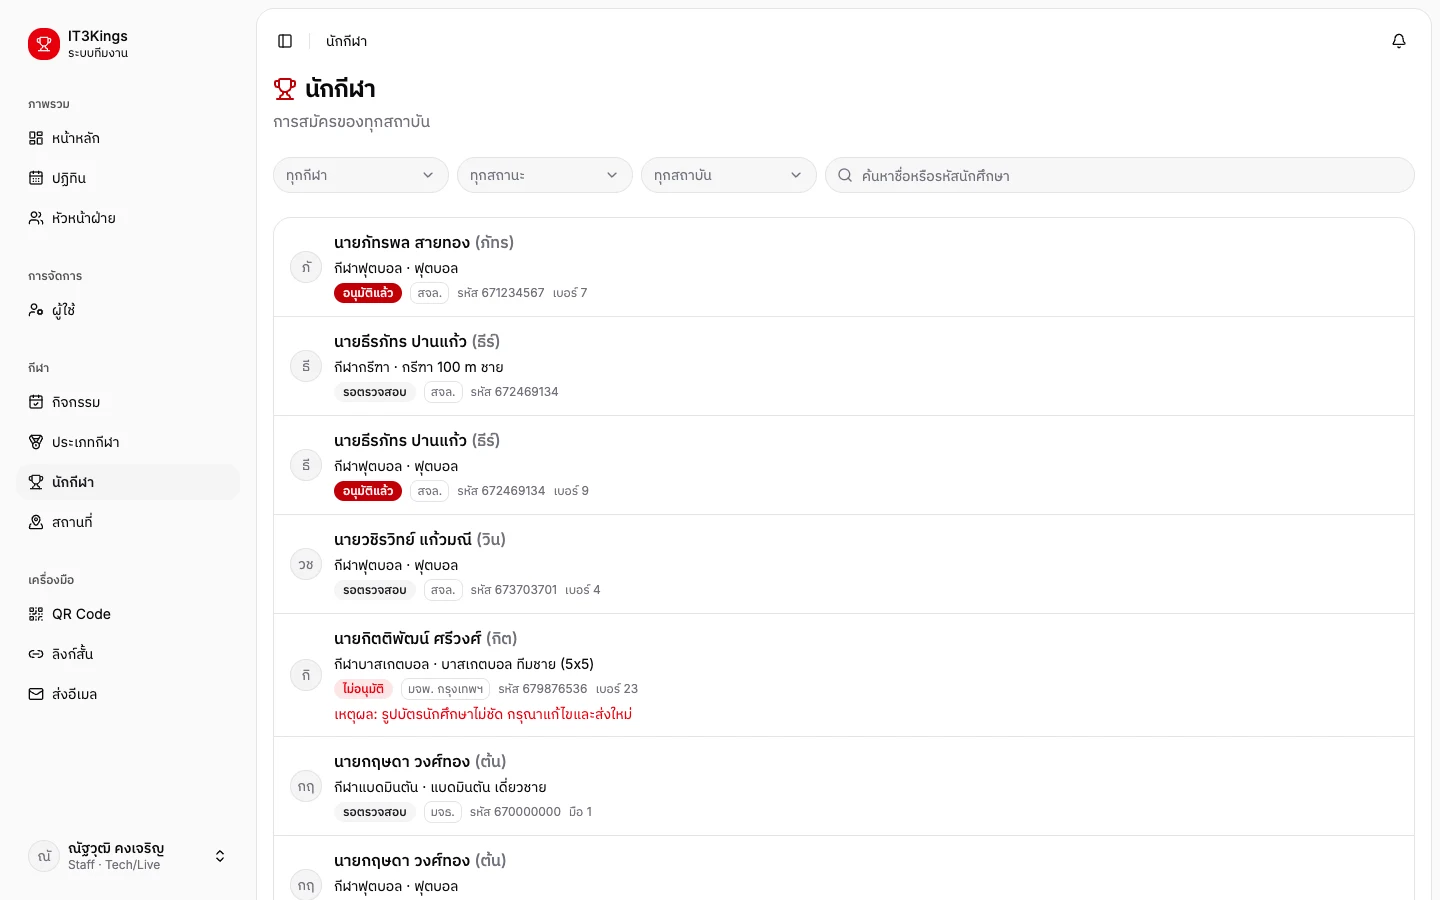 IT3Kings
ระบบทีมงาน
ภาพรวม
หน้าหลัก
ปฏิทิน
หัวหน้าฝ่าย
การจัดการ
ผู้ใช้
กีฬา
กิจกรรม
ประเภทกีฬา
นักกีฬา
สถานที่
เครื่องมือ
QR Code
ลิงก์สั้น
ส่งอีเมล
ณั
ณัฐวุฒิ คงเจริญ
Staff · Tech/Live
นักกีฬา
นักกีฬา
การสมัครของทุกสถาบัน
ทุกกีฬา
ทุกสถานะ
ทุกสถาบัน
ค้นหาชื่อหรือรหัสนักศึกษา
ภั
นายภัทรพล สายทอง (ภัทร)
กีฬาฟุตบอล · ฟุตบอล
อนุมัติแล้ว สจล. รหัส 671234567 เบอร์ 7
ธี
นายธีรภัทร ปานแก้ว (ธีร์)
กีฬากรีฑา · กรีฑา 100 m ชาย
รอตรวจสอบ สจล. รหัส 672469134
ธี
นายธีรภัทร ปานแก้ว (ธีร์)
กีฬาฟุตบอล · ฟุตบอล
อนุมัติแล้ว สจล. รหัส 672469134 เบอร์ 9
วช
นายวชิรวิทย์ แก้วมณี (วิน)
กีฬาฟุตบอล · ฟุตบอล
รอตรวจสอบ สจล. รหัส 673703701 เบอร์ 4
กิ
นายกิตติพัฒน์ ศรีวงศ์ (กิต)
กีฬาบาสเกตบอล · บาสเกตบอล ทีมชาย (5x5)
ไม่อนุมัติ มจพ. กรุงเทพฯ รหัส 679876536 เบอร์ 23
เหตุผล: รูปบัตรนักศึกษาไม่ชัด กรุณาแก้ไขและส่งใหม่
กฤ
นายกฤษดา วงศ์ทอง (ต้น)
กีฬาแบดมินตัน · แบดมินตัน เดี่ยวชาย
รอตรวจสอบ มจธ. รหัส 670000000 มือ 1
กฤ
นายกฤษดา วงศ์ทอง (ต้น)
กีฬาฟุตบอล · ฟุตบอล